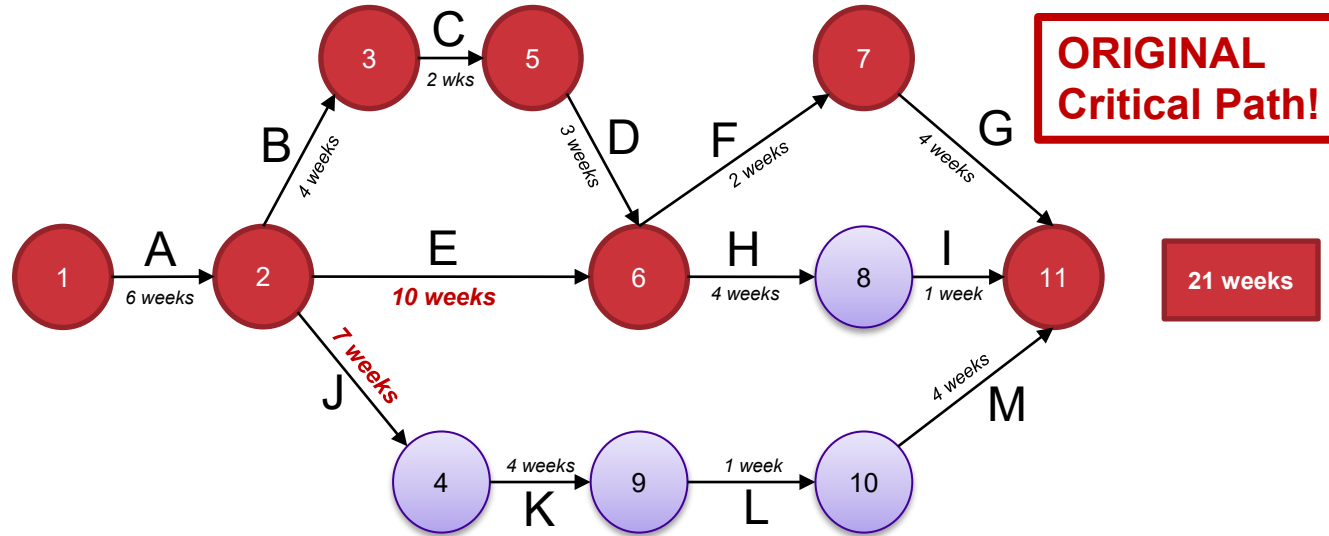 C
3
5
7
2 wks
ORIGINAL
Critical Path!
B
4 weeks
D
3 weeks
F
2 weeks
G
4 weeks
A
E
H
I
1
2
6
8
11
21 weeks
6 weeks
10 weeks
4 weeks
1 week
7 weeks
J
4 weeks
M
4 weeks
1 week
4
9
10
K
L